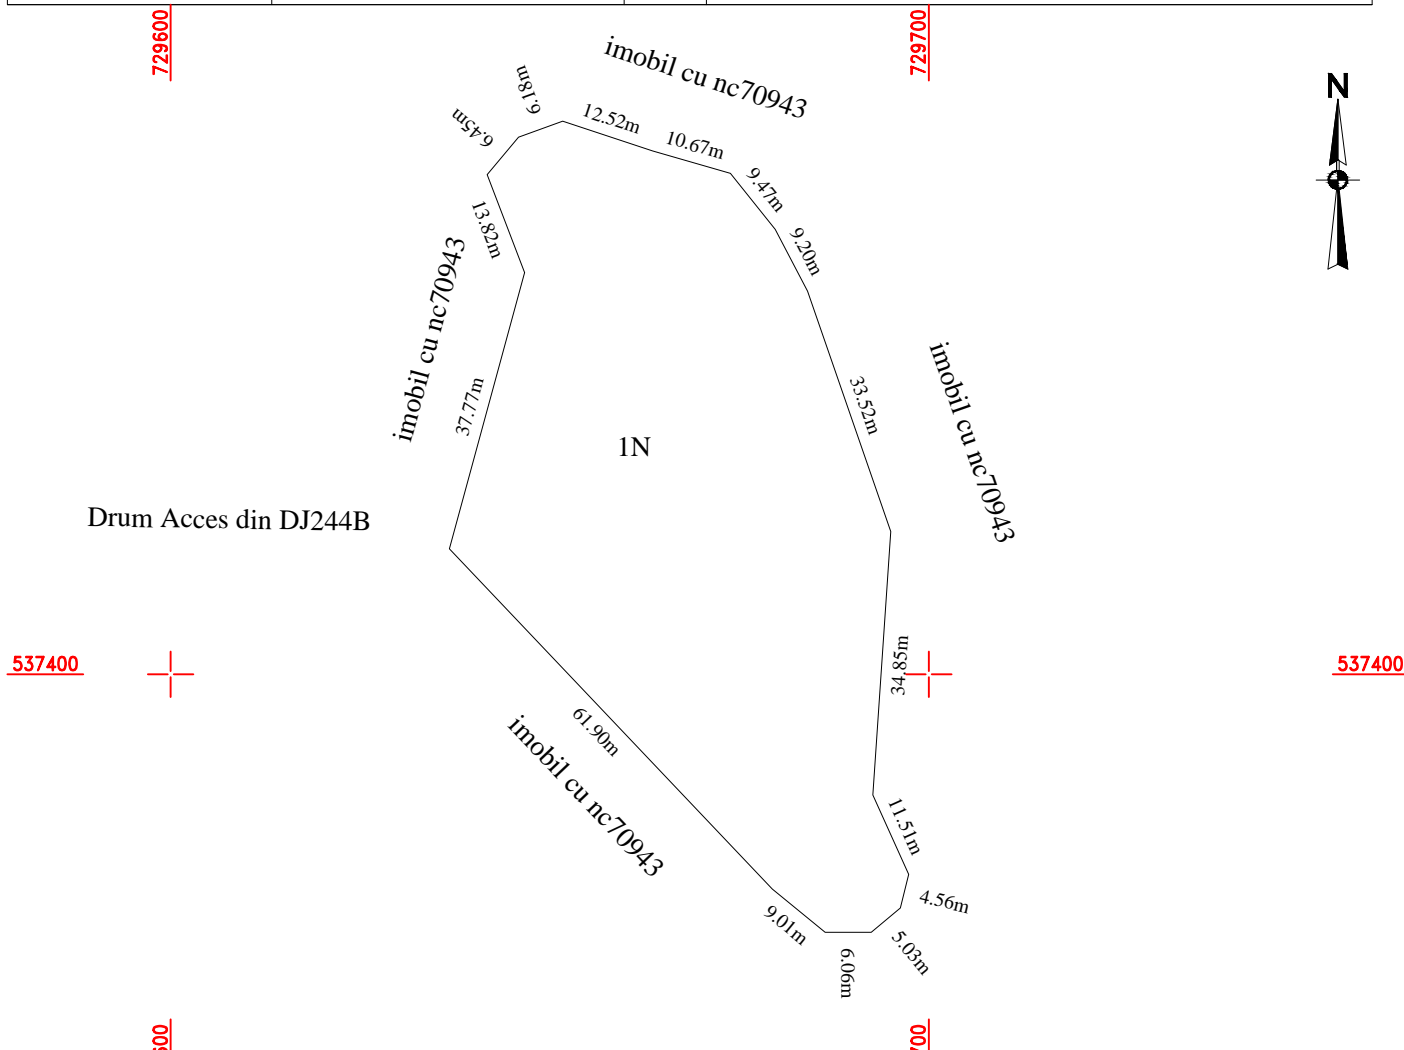 729600
729700
imobil cu nc70943
N
6.18m
6.45m
12.52m
10.67m
9.47m
13.82m
9.20m
imobil cu nc70943
imobil cu nc70943
37.77m
33.52m
1N
Drum Acces din DJ244B
537400
537400
34.85m
61.90m
imobil cu nc70943
11.51m
4.56m
9.01m
5.03m
6.06m